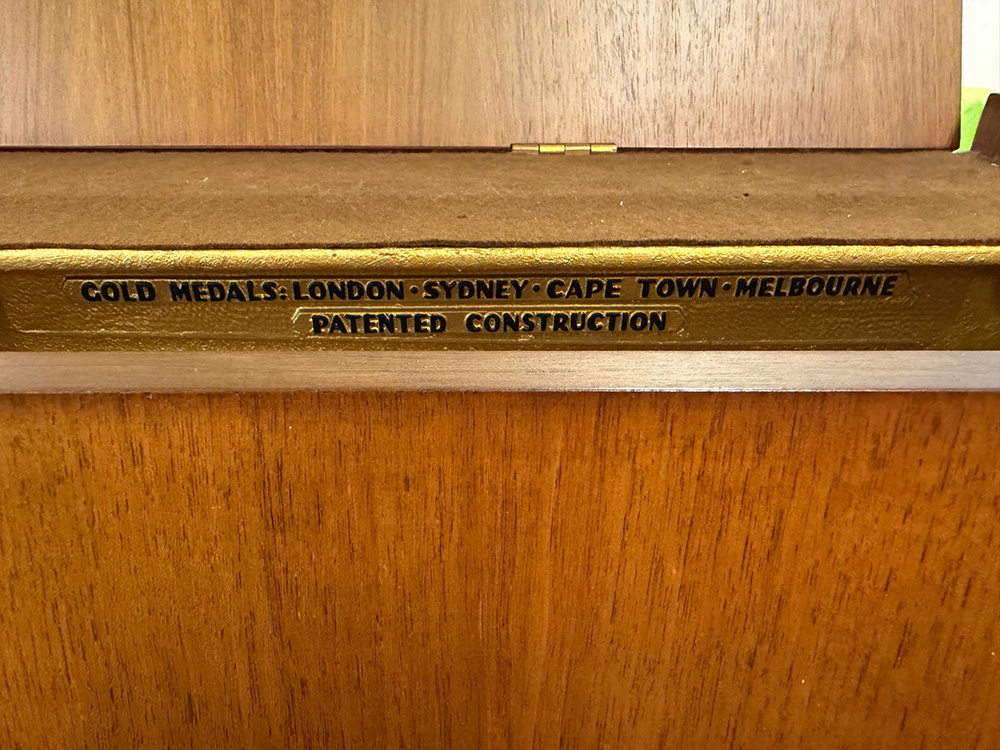 GOLD MEDALS: LONDON · SYDNEY · CAPE TOWN · MELBOURNE
PATENTED CONSTRUCTION